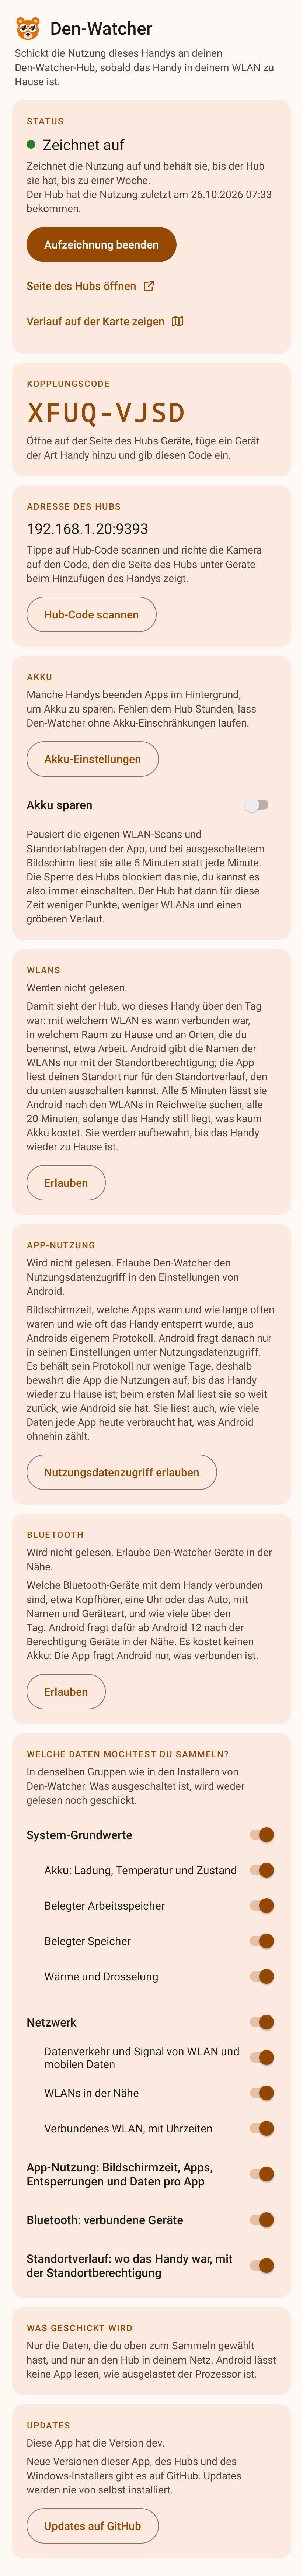 Den-Watcher
Schickt die Nutzung dieses Handys an deinen
Den-Watcher-Hub, sobald das Handy in deinem WLAN zu
Hause ist.
STATUS
Zeichnet auf
Zeichnet die Nutzung auf und behält sie, bis der Hub
sie hat, bis zu einer Woche.
Der Hub hat die Nutzung zuletzt am 26.10.2026 07:33
bekommen.
Aufzeichnung beenden
Seite des Hubs öffnen
Verlauf auf der Karte zeigen
KOPPLUNGSCODE
XFUQ-VJSD
Öffne auf der Seite des Hubs Geräte, füge ein Gerät
der Art Handy hinzu und gib diesen Code ein.
ADRESSE DES HUBS
192.168.1.20:9393
Tippe auf Hub-Code scannen und richte die Kamera
auf den Code, den die Seite des Hubs unter Geräte
beim Hinzufügen des Handys zeigt.
Hub-Code scannen
AKKU
Manche Handys beenden Apps im Hintergrund,
um Akku zu sparen. Fehlen dem Hub Stunden, lass
Den-Watcher ohne Akku-Einschränkungen laufen.
Akku-Einstellungen
Akku sparen
Pausiert die eigenen WLAN-Scans und
Standortabfragen der App, und bei ausgeschaltetem
Bildschirm liest sie alle 5 Minuten statt jede Minute.
Die Sperre des Hubs blockiert das nie, du kannst es
also immer einschalten. Der Hub hat dann für diese
Zeit weniger Punkte, weniger WLANs und einen
gröberen Verlauf.
WLANS
Werden nicht gelesen.
Damit sieht der Hub, wo dieses Handy über den Tag
war: mit welchem WLAN es wann verbunden war,
in welchem Raum zu Hause und an Orten, die du
benennst, etwa Arbeit. Android gibt die Namen der
WLANs nur mit der Standortberechtigung; die App
liest deinen Standort nur für den Standortverlauf, den
du unten ausschalten kannst. Alle 5 Minuten lässt sie
Android nach den WLANs in Reichweite suchen, alle
20 Minuten, solange das Handy still liegt, was kaum
Akku kostet. Sie werden aufbewahrt, bis das Handy
wieder zu Hause ist.
Erlauben
APP-NUTZUNG
Wird nicht gelesen. Erlaube Den-Watcher den
Nutzungsdatenzugriff in den Einstellungen von
Android.
Bildschirmzeit, welche Apps wann und wie lange offen
waren und wie oft das Handy entsperrt wurde, aus
Androids eigenem Protokoll. Android fragt danach nur
in seinen Einstellungen unter Nutzungsdatenzugriff.
Es behält sein Protokoll nur wenige Tage, deshalb
bewahrt die App die Nutzungen auf, bis das Handy
wieder zu Hause ist; beim ersten Mal liest sie so weit
zurück, wie Android sie hat. Sie liest auch, wie viele
Daten jede App heute verbraucht hat, was Android
ohnehin zählt.
Nutzungsdatenzugriff erlauben
BLUETOOTH
Wird nicht gelesen. Erlaube Den-Watcher Geräte in der
Nähe.
Welche Bluetooth-Geräte mit dem Handy verbunden
sind, etwa Kopfhörer, eine Uhr oder das Auto, mit
Namen und Geräteart, und wie viele über den
Tag. Android fragt dafür ab Android 12 nach der
Berechtigung Geräte in der Nähe. Es kostet keinen
Akku: Die App fragt Android nur, was verbunden ist.
Erlauben
WELCHE DATEN MÖCHTEST DU SAMMELN?
In denselben Gruppen wie in den Installern von
Den-Watcher. Was ausgeschaltet ist, wird weder
gelesen noch geschickt.
System-Grundwerte
Akku: Ladung, Temperatur und Zustand
Belegter Arbeitsspeicher
Belegter Speicher
Wärme und Drosselung
Netzwerk
Datenverkehr und Signal von WLAN und
mobilen Daten
WLANs in der Nähe
Verbundenes WLAN, mit Uhrzeiten
App-Nutzung: Bildschirmzeit, Apps,
Entsperrungen und Daten pro App
Bluetooth: verbundene Geräte
Standortverlauf: wo das Handy war, mit
der Standortberechtigung
WAS GESCHICKT WIRD
Nur die Daten, die du oben zum Sammeln gewählt
hast, und nur an den Hub in deinem Netz. Android lässt
keine App lesen, wie ausgelastet der Prozessor ist.
UPDATES
Diese App hat die Version dev.
Neue Versionen dieser App, des Hubs und des
Windows-Installers gibt es auf GitHub. Updates
werden nie von selbst installiert.
Updates auf GitHub